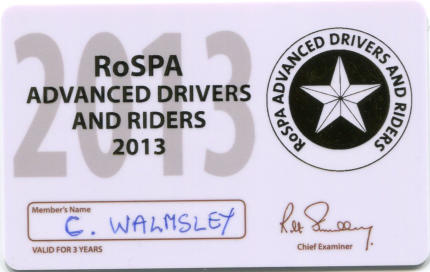 2013
RoSPA
ADVANCED DRIVERS
AND RIDERS
2013
RoSPA ADVANCED DRIVERS AND RIDERS
Member's Name
C. WALMSLEY
VALID FOR 3 YEARS
Chief Examiner